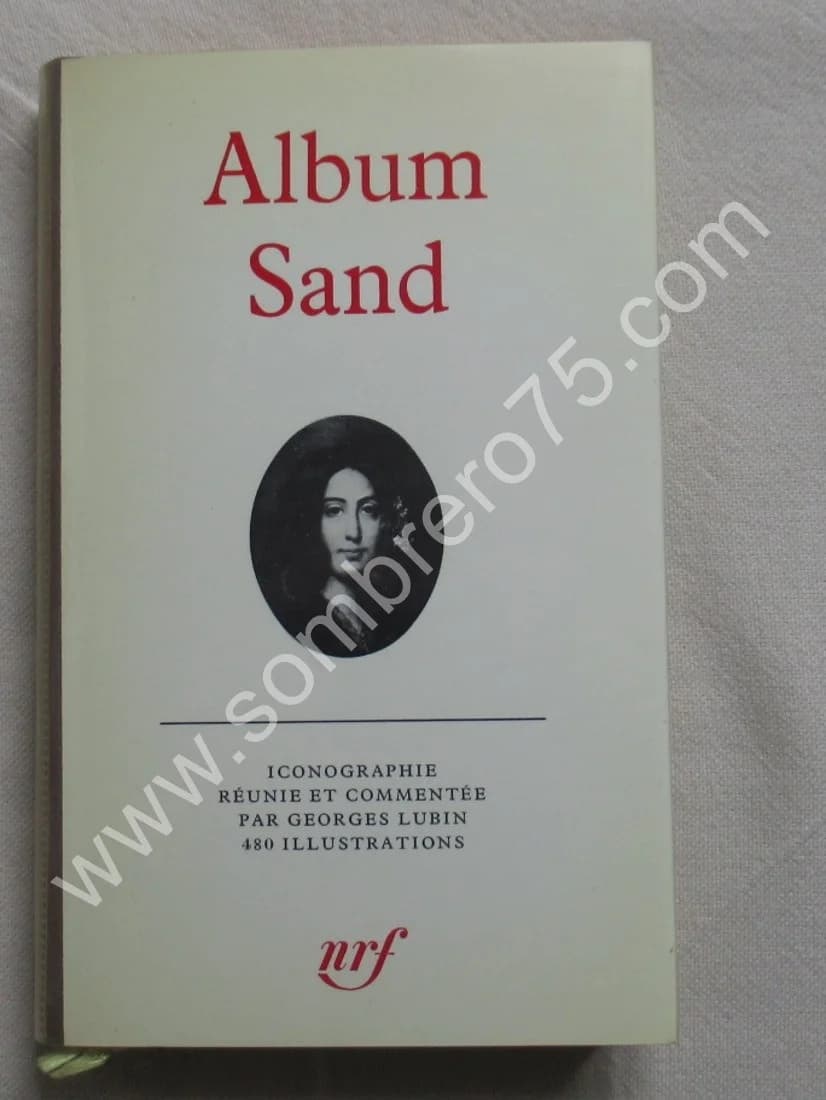 Album
Sand
ICONOGRAPHIE
RÉUNIE ET COMMENTÉE
PAR GEORGES LUBIN
480 ILLUSTRATIONS
nrf
www.sombrero75.com